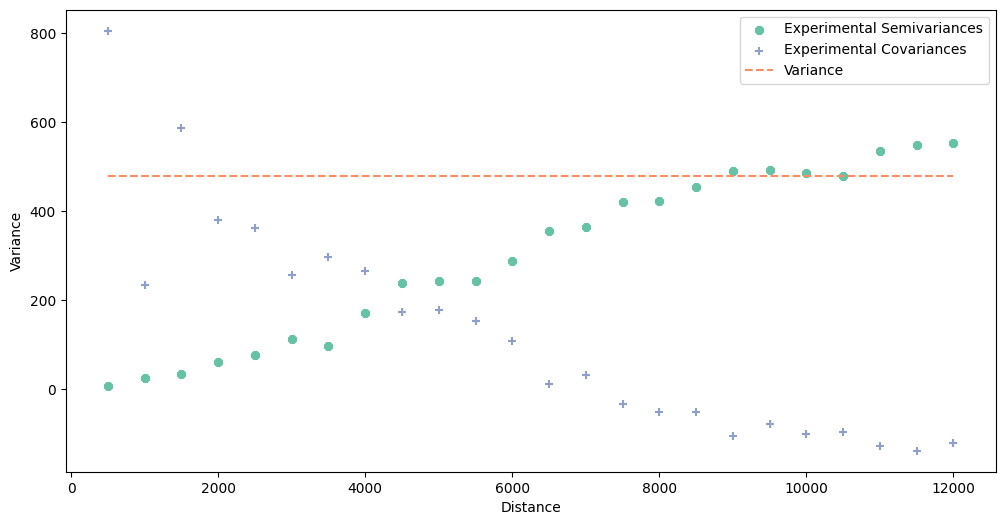 800
600
400
200
0
Variance
0
2000
4000
6000
8000
10000
12000
Distance
Experimental Semivariances
Experimental Covariances
Variance